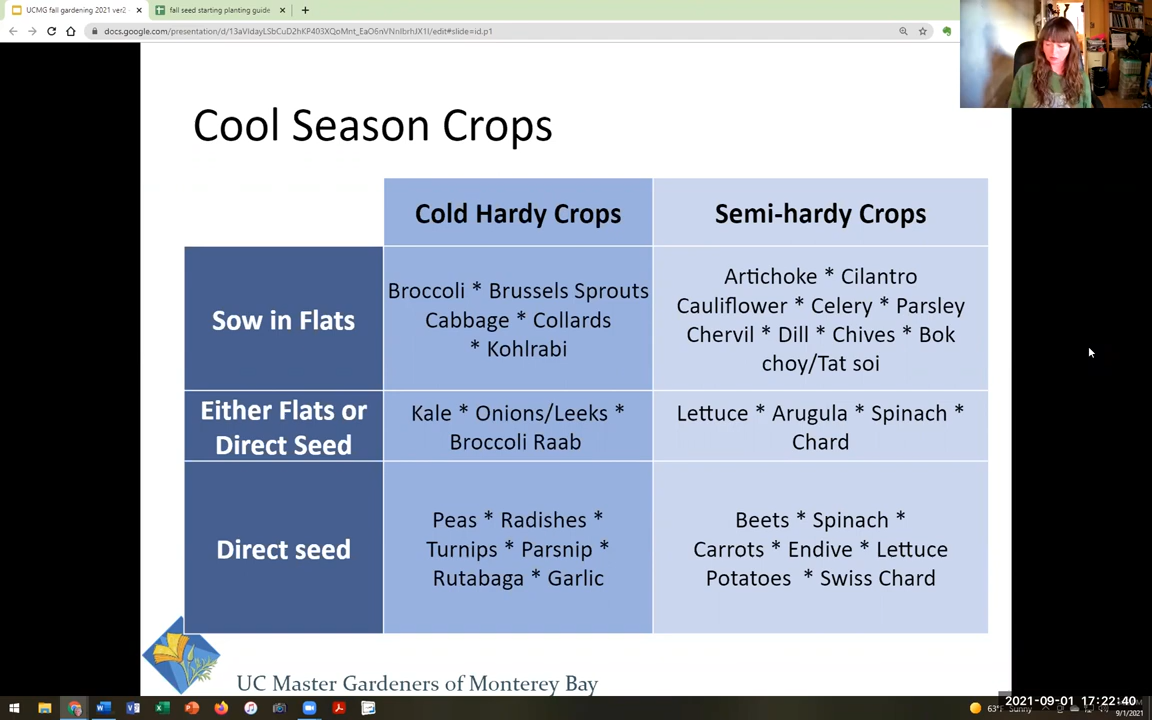 UCMG fall gardening 2021 ver2
fall seed starting planting guide
docs.google.com/presentation/d/
edit#slide=id.p1
Cool Season Crops
Cold Hardy Crops
Semi-hardy Crops
Sow in Flats
Broccoli * Brussels Sprouts
Cabbage * Collards
* Kohlrabi
Artichoke * Cilantro
Cauliflower * Celery * Parsley
Chervil * Dill * Chives * Bok
choy/Tat soi
Either Flats or
Direct Seed
Kale * Onions/Leeks *
Broccoli Raab
Lettuce * Arugula * Spinach *
Chard
Direct seed
Peas * Radishes *
Turnips * Parsnip *
Rutabaga * Garlic
Beets * Spinach *
Carrots * Endive * Lettuce
Potatoes * Swiss Chard
UC Master Gardeners of Monterey Bay
63°
2021-09-01 17:22:40
9/1/2021